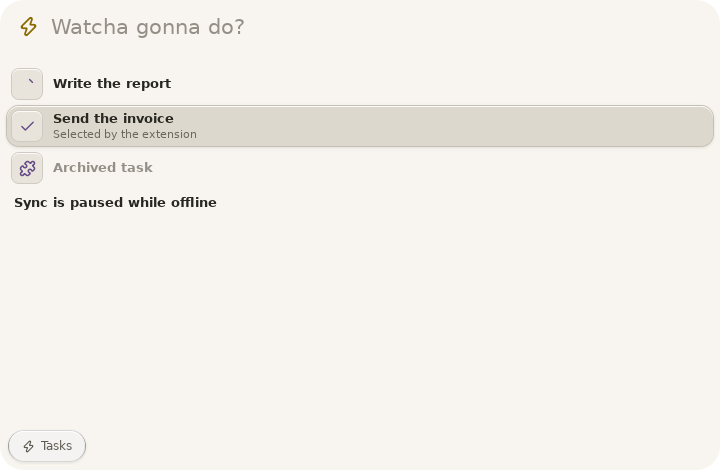 Watcha gonna do?
Write the report
Send the invoice
Selected by the extension
Archived task
Sync is paused while offline
Tasks